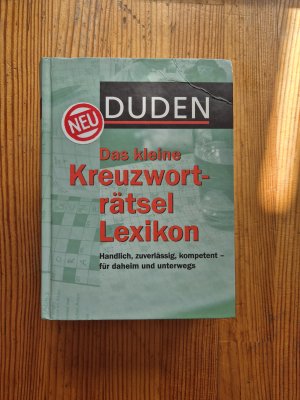 NEU
DUDEN
Das kleine
Kreuzwort-
rätsel
Lexikon
Handlich, zuverlässig, kompetent –
für daheim und unterwegs